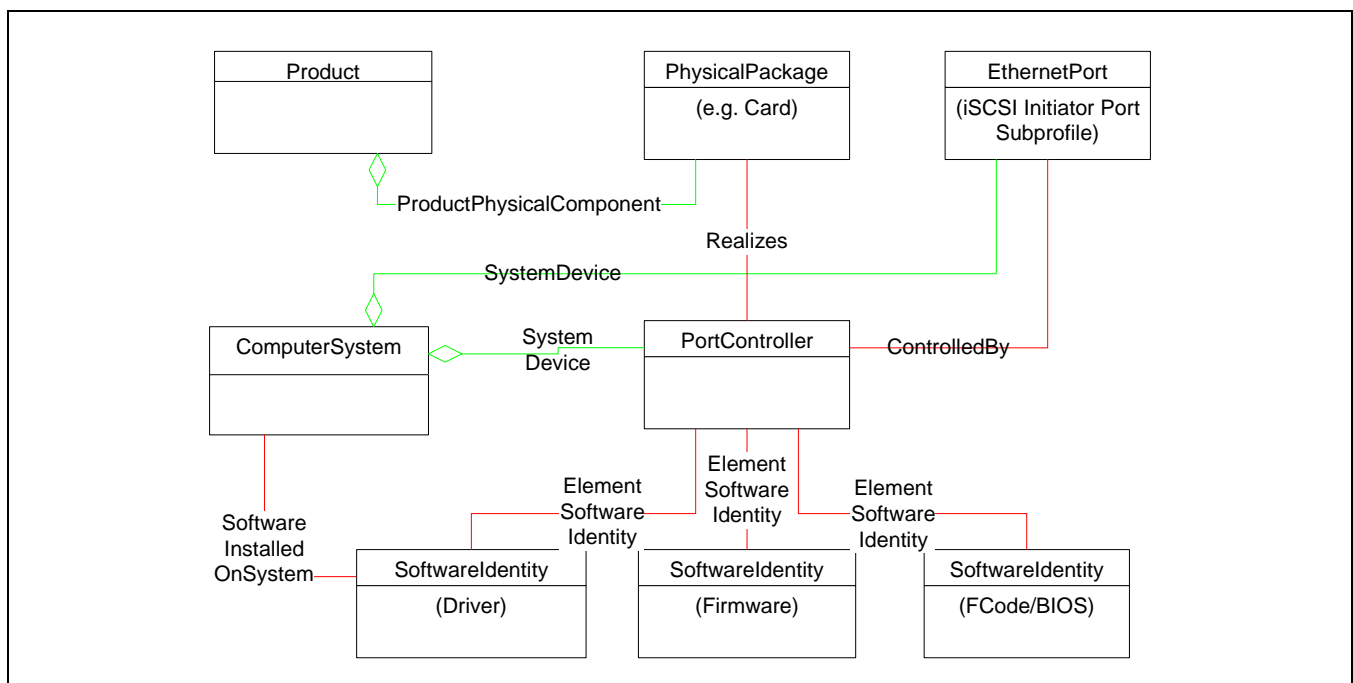 Product
PhysicalPackage
(e.g. Card)
EthernetPort
(iSCSI Initiator Port
Subprofile)
ProductPhysicalComponent
Realizes
SystemDevice
ComputerSystem
System
Device
PortController
ControlledBy
Element
Software
Identity
Element
Software
Identity
Element
Software
Identity
Software
Installed
OnSystem
SoftwareIdentity
(Driver)
SoftwareIdentity
(Firmware)
SoftwareIdentity
(FCode/BIOS)